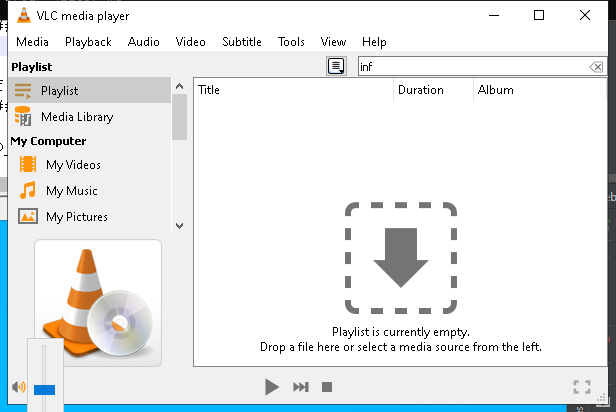 VLC media player
Media Playback Audio Video Subtitle Tools View Help
Playlist
inf
Playlist
Media Library
My Computer
My Videos
My Music
My Pictures
Title Duration Album
Playlist is currently empty.
Drop a file here or select a media source from the left.